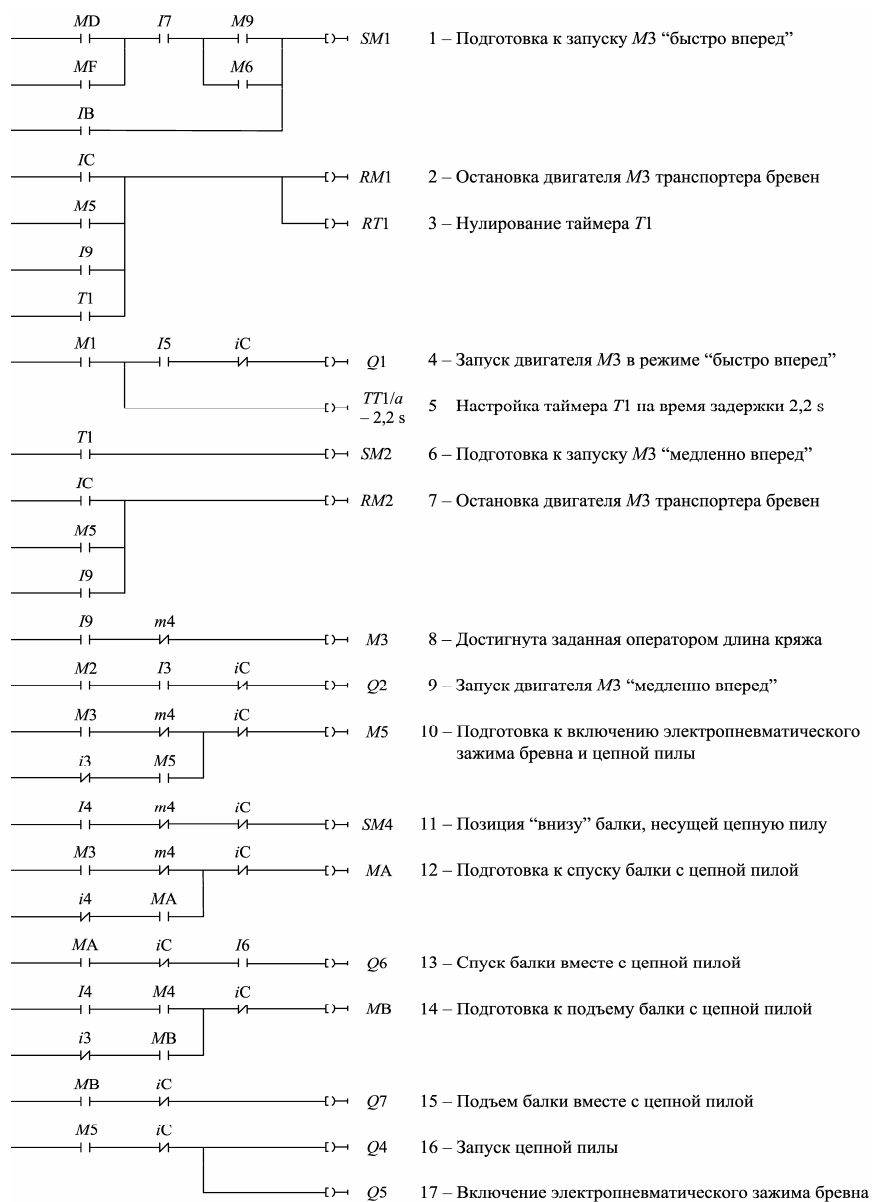 MD I7 M9
SM1 1 – Подготовка к запуску M3 “быстро вперед”
MF M6
IB
IC
RM1 2 – Остановка двигателя M3 транспортера бревен
M5
RT1 3 – Нулирование таймера T1
I9
T1
M1 I5 iC
Q1 4 – Запуск двигателя M3 в режиме “быстро вперед”
TT1/a
– 2,2 s
5 Настройка таймера T1 на время задержки 2,2 s
T1
SM2 6 – Подготовка к запуску M3 “медленно вперед”
IC
RM2 7 – Остановка двигателя M3 транспортера бревен
M5
I9
I9 m4
M3 8 – Достигнута заданная оператором длина кряжа
M2 I3 iC
Q2 9 – Запуск двигателя M3 “медленно вперед”
M3 m4 iC
M5 10 – Подготовка к включению электропневматического
зажима бревна и цепной пилы
i3 M5
I4 m4 iC
SM4 11 – Позиция “внизу” балки, несущей цепную пилу
M3 m4 iC
MA 12 – Подготовка к спуску балки с цепной пилой
i4 MA
MA iC I6
Q6 13 – Спуск балки вместе с цепной пилой
I4 M4 iC
MB 14 – Подготовка к подъему балки с цепной пилой
i3 MB
MB iC
Q7 15 – Подъем балки вместе с цепной пилой
M5 iC
Q4 16 – Запуск цепной пилы
Q5 17 – Включение электропневматического зажима бревна